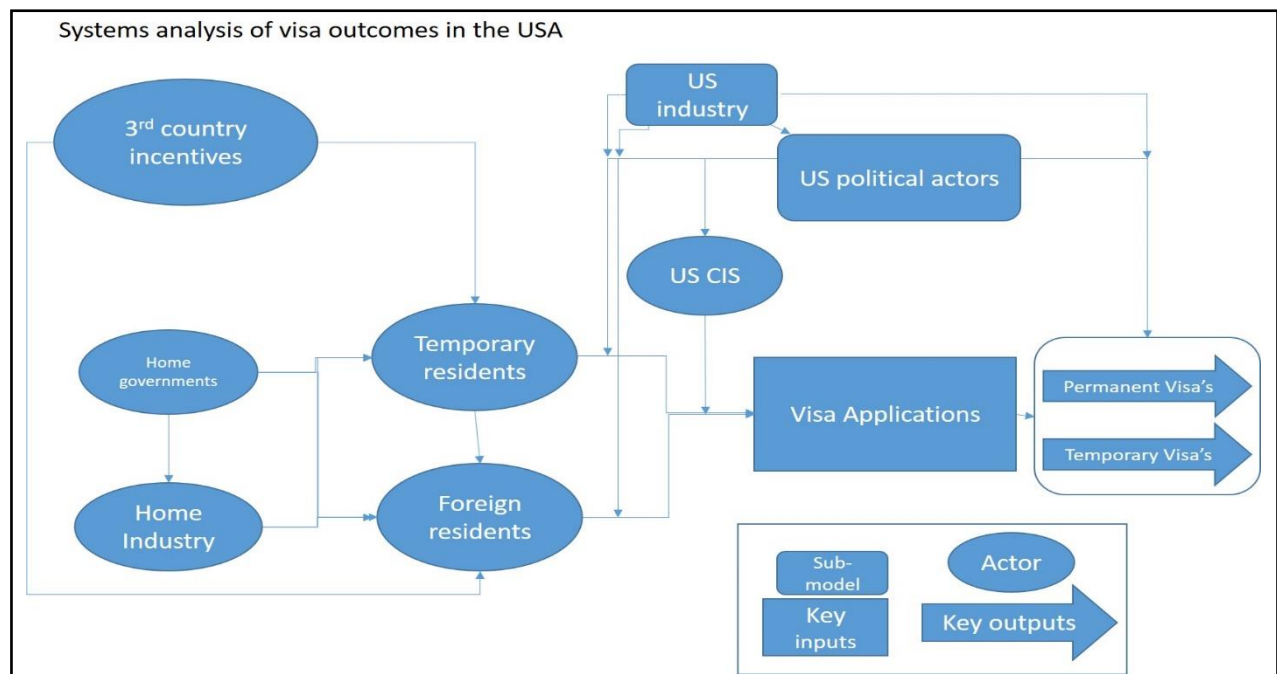 Systems analysis of visa outcomes in the USA
US
industry
3rd country
incentives
US political actors
US CIS
Temporary
residents
Home
governments
Visa Applications
Permanent Visa's
Temporary Visa's
Home
Industry
Foreign
residents
Sub-
model
Actor
Key
inputs
Key outputs